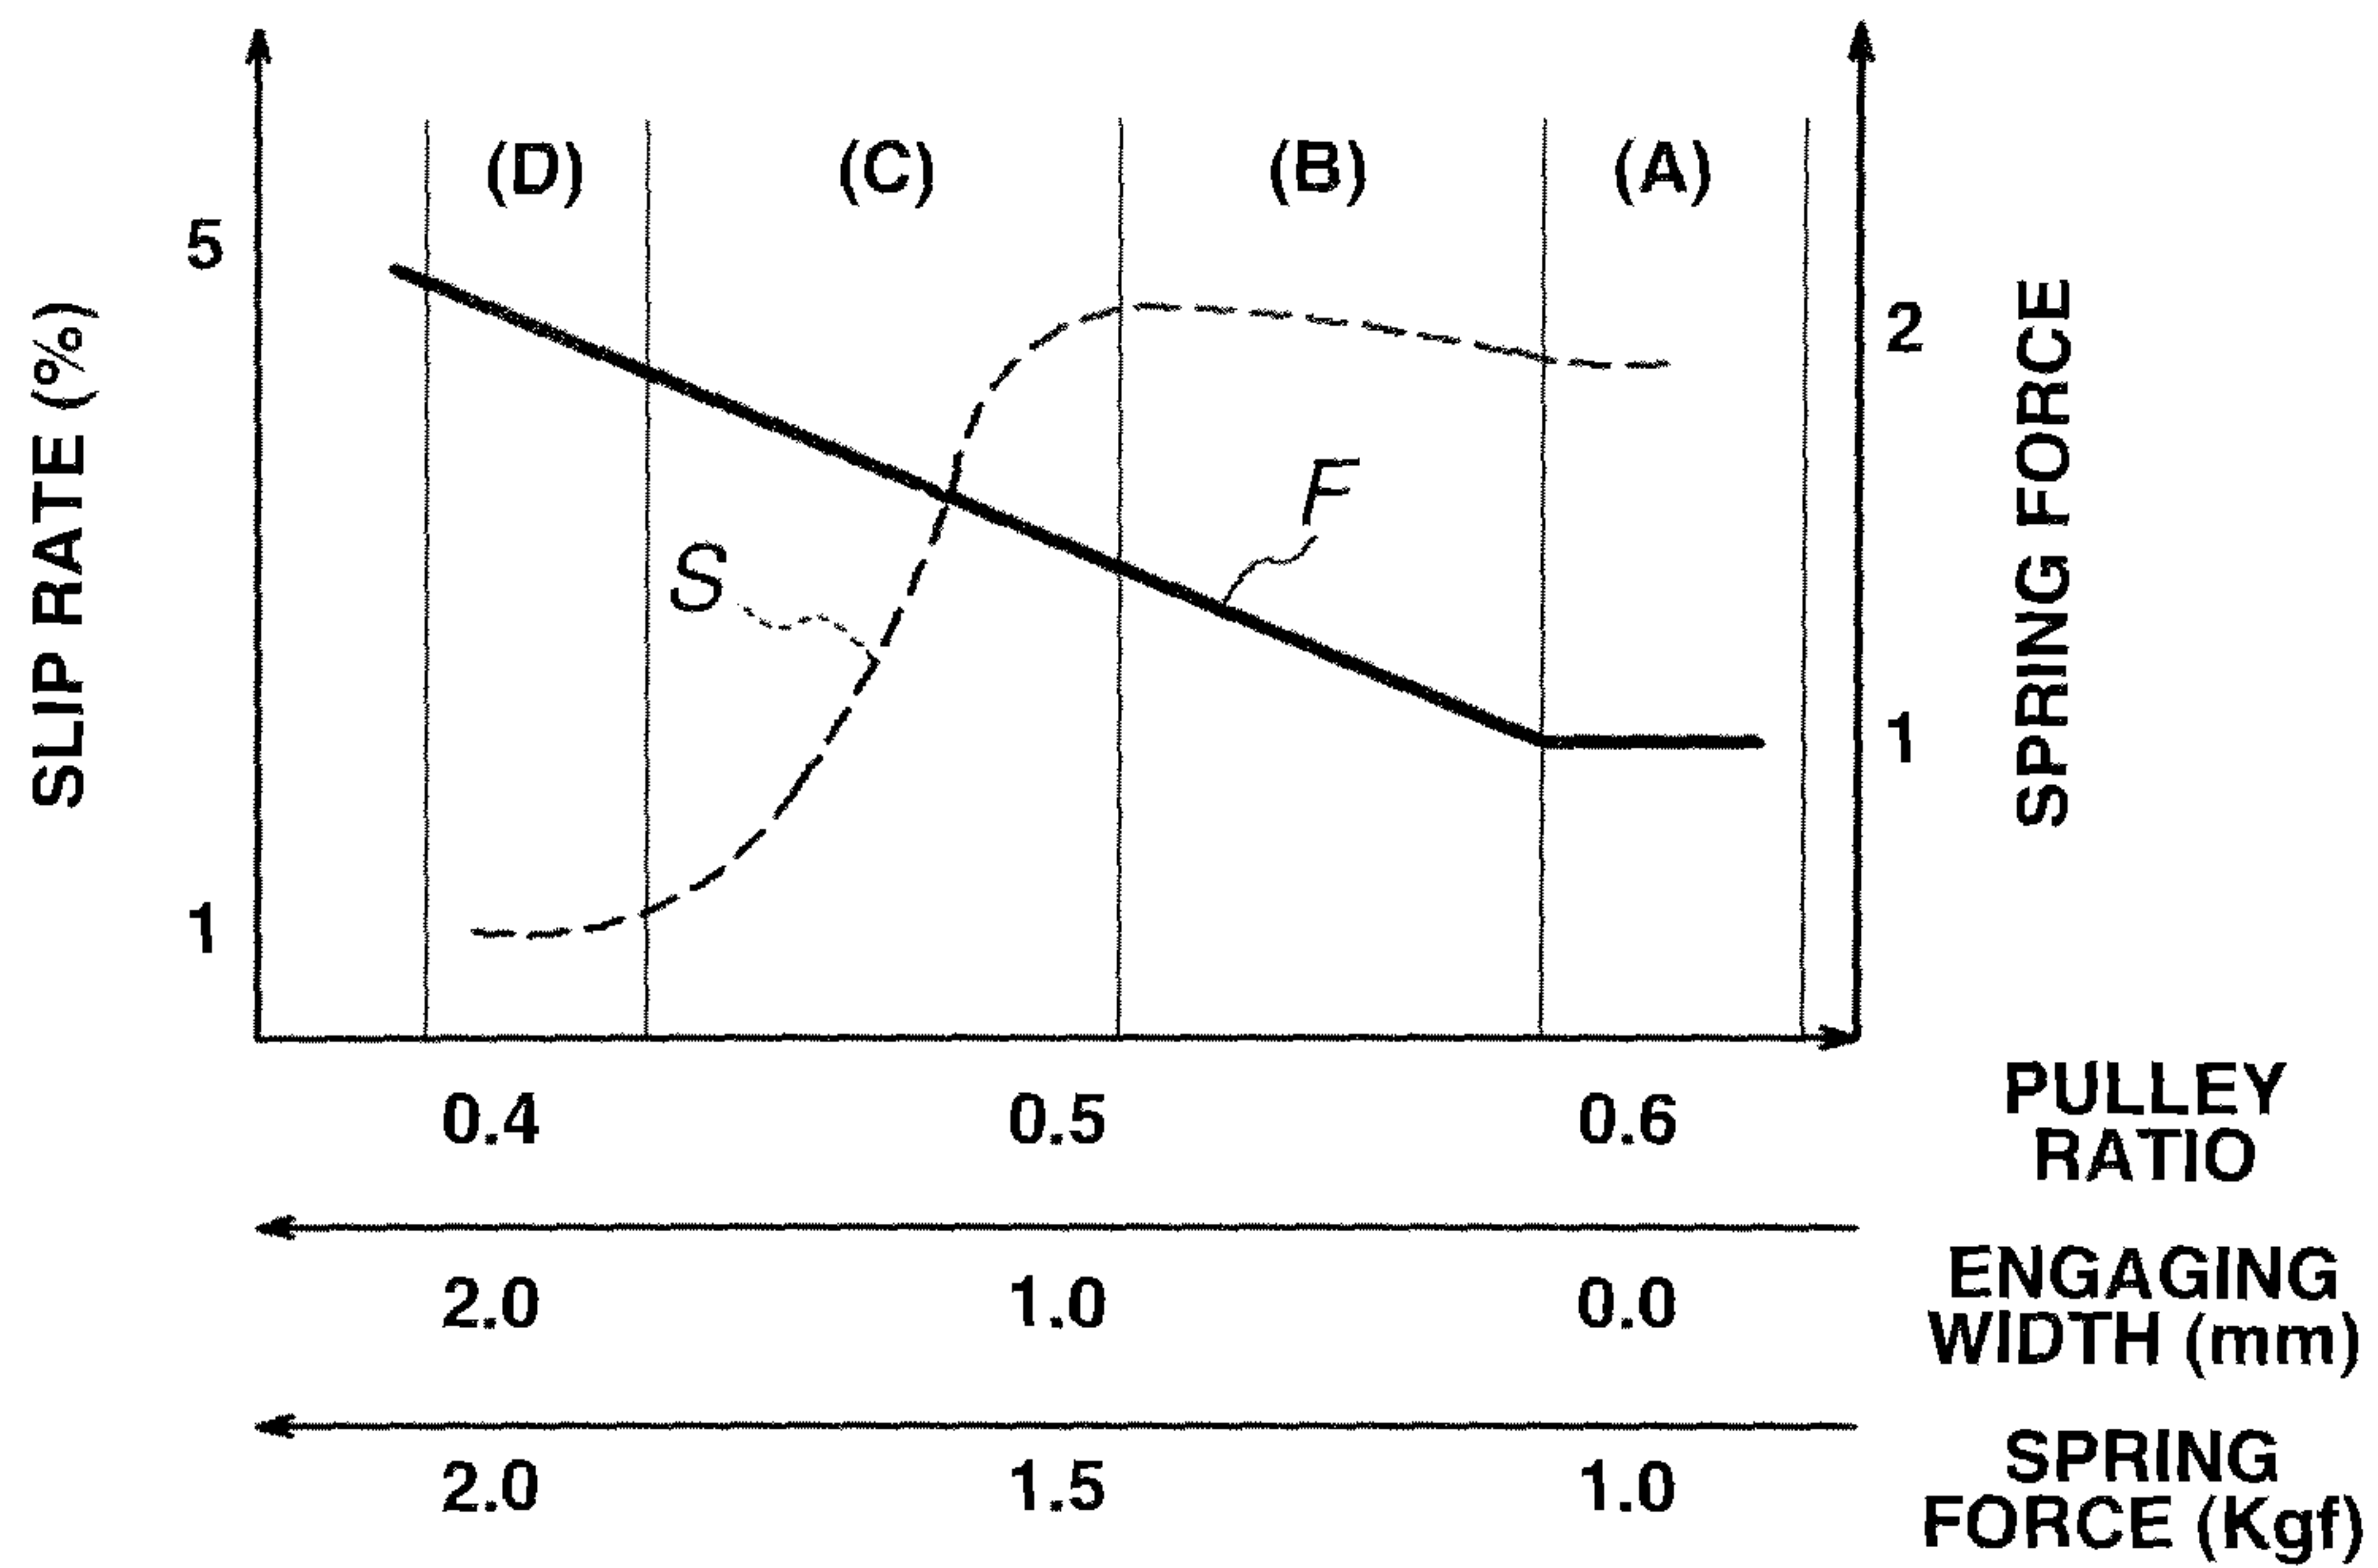 (D) (C) (B) (A)
5
2
SLIP RATE (%)
SPRING FORCE
F
S
1
1
0.4 0.5 0.6
PULLEY
RATIO
2.0 1.0 0.0
ENGAGING
WIDTH (mm)
2.0 1.5 1.0
SPRING
FORCE (Kgf)